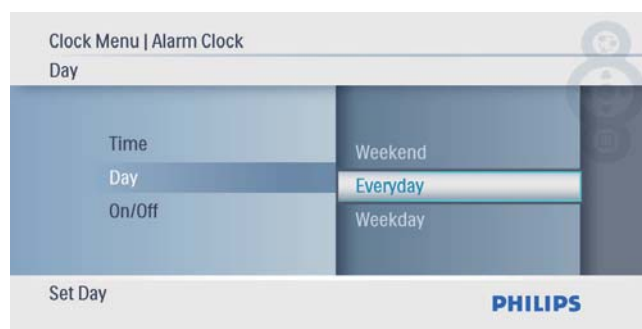 Clock Menu | Alarm Clock
Day
Time
Day
On/Off
Weekend
Everyday
Weekday
Set Day
PHILIPS